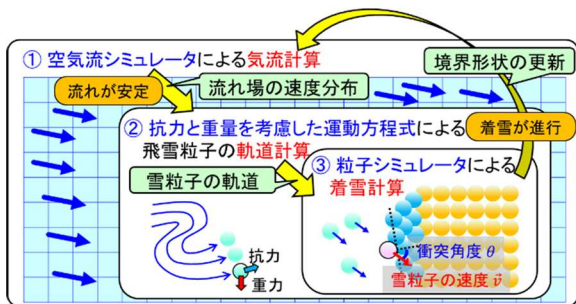 ① 空気流シミュレータによる気流計算
境界形状の更新
流れが安定
流れ場の速度分布
② 抗力と重量を考慮した運動方程式による
飛雪粒子の軌道計算
着雪が進行
③ 粒子シミュレータによる
着雪計算
雪粒子の軌道
抗力
重力
衝突角度 θ
雪粒子の速度 v⃗